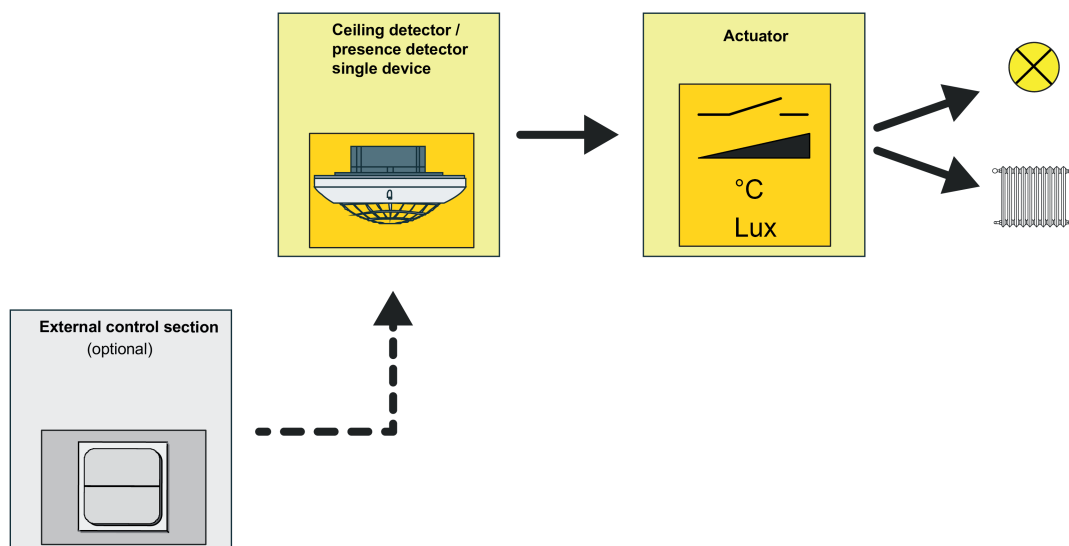 Ceiling detector /
presence detector
single device
Actuator
°C
Lux
External control section
(optional)